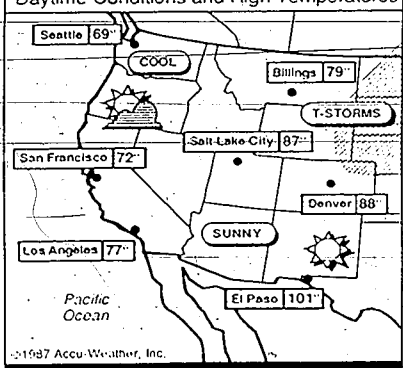 Daytime Conditions and High Temperatures
Seattle 69°
COOL
Billings 79°
T-STORMS
Salt Lake City 87°
San Francisco 72°
Denver 88°
SUNNY
Los Angeles 77°
El Paso 101°
Pacific
Ocean
©1987 Accu-Weather, Inc.